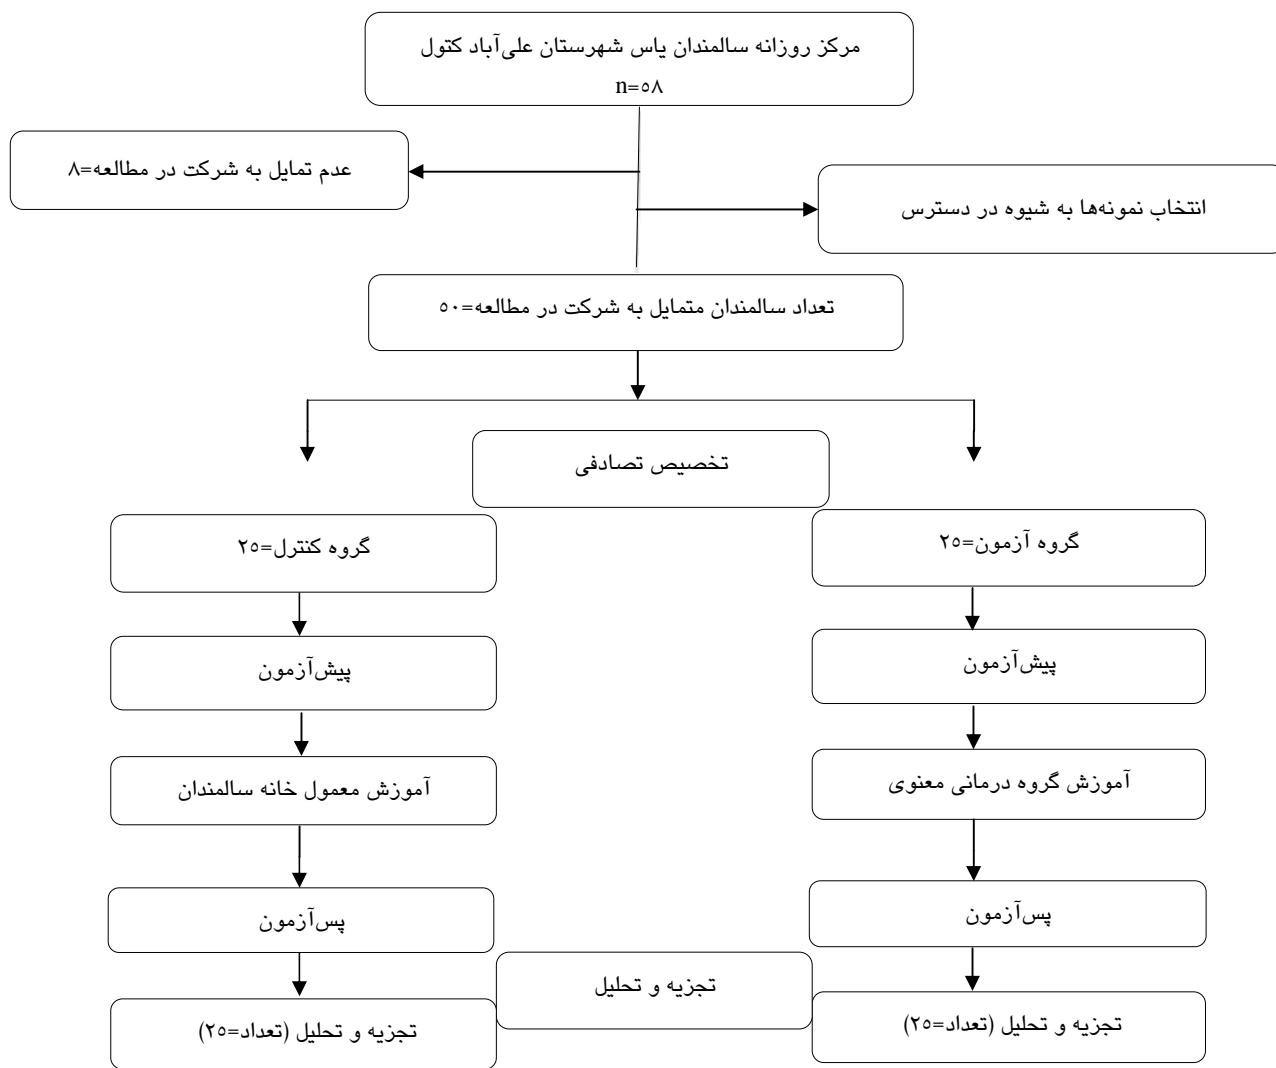 مرکز روزانه سالمندان یاس شهرستان علی‌آباد کتول
n=۵۸
عدم تمایل به شرکت در مطالعه=۸
انتخاب نمونه‌ها به شیوه در دسترس
تعداد سالمندان متمایل به شرکت در مطالعه=۵۰
تخصیص تصادفی
گروه آزمون=۲۵
گروه کنترل=۲۵
پیش‌آزمون
پیش‌آزمون
آموزش گروه درمانی معنوی
آموزش معمول خانه سالمندان
پس‌آزمون
پس‌آزمون
تجزیه و تحلیل
تجزیه و تحلیل (تعداد=۲۵)
تجزیه و تحلیل (تعداد=۲۵)